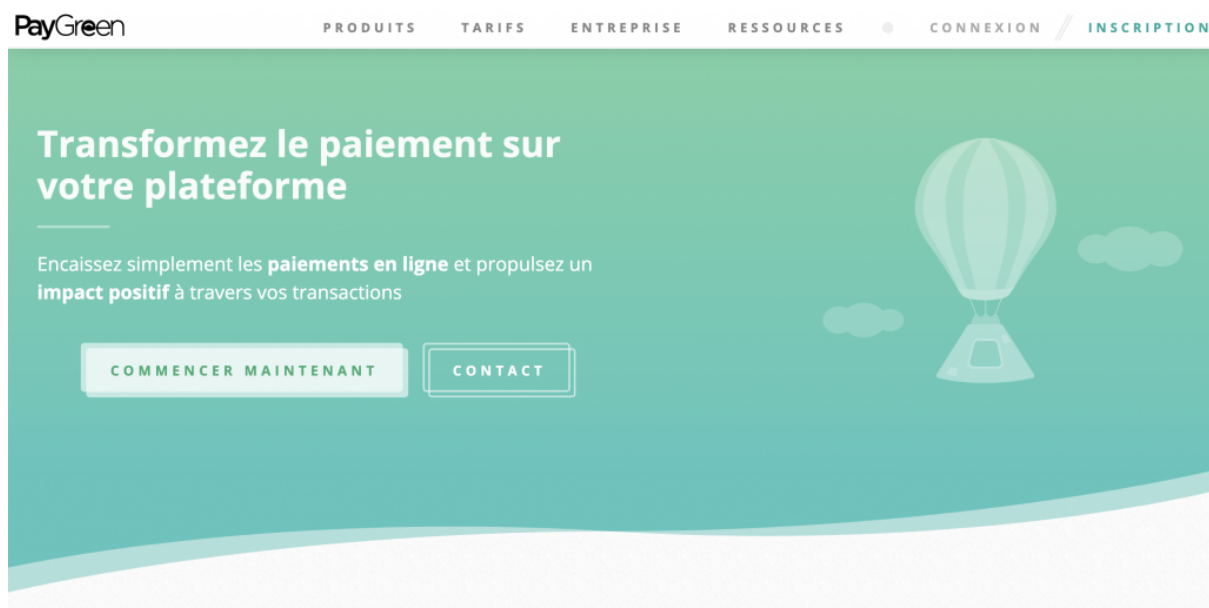 PayGreen
PRODUITS TARIFS ENTREPRISE RESSOURCES CONNEXION // INSCRIPTION
Transformez le paiement sur
votre plateforme
Encaissez simplement les paiements en ligne et propulsez un
impact positif à travers vos transactions
COMMENCER MAINTENANT
CONTACT